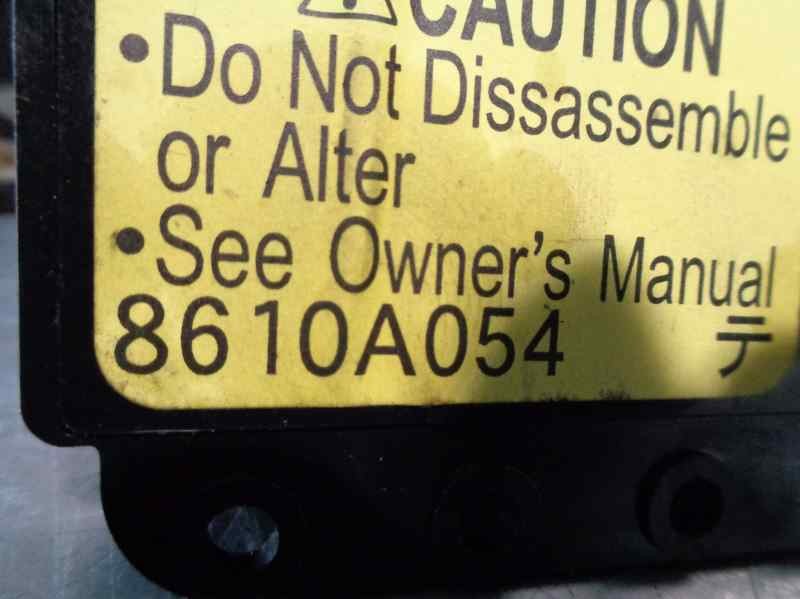 CAUTION
•Do Not Dissassemble
or Alter
•See Owner's Manual
8610A054 テ